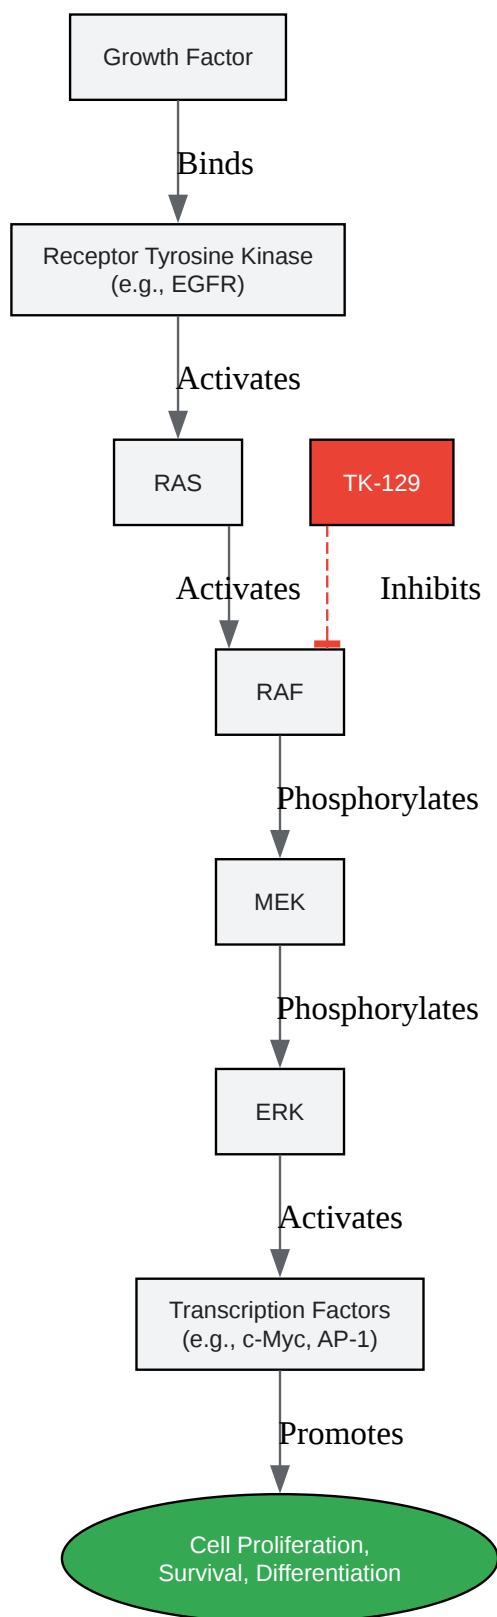 Growth Factor
Binds
Receptor Tyrosine Kinase
(e.g., EGFR)
Activates
RAS
TK-129
Activates
Inhibits
RAF
Phosphorylates
MEK
Phosphorylates
ERK
Activates
Transcription Factors
(e.g., c-Myc, AP-1)
Promotes
Cell Proliferation,
Survival, Differentiation